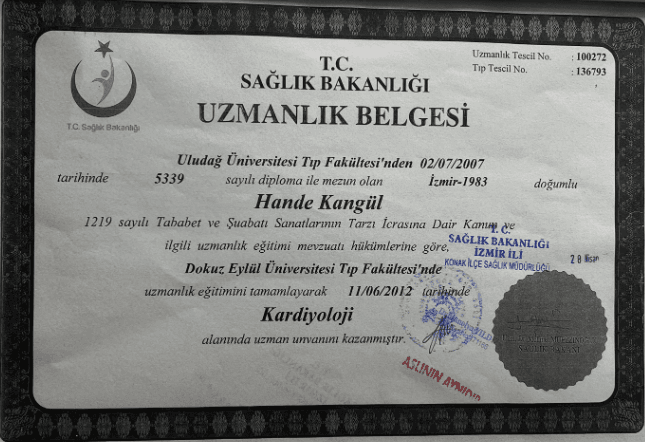 Uzmanlık Tescil No. : 100272
Tıp Tescil No. : 136793
T.C. Sağlık Bakanlığı
T.C.
SAĞLIK BAKANLIĞI
UZMANLIK BELGESİ
Uludağ Üniversitesi Tıp Fakültesi'nden 02/07/2007
tarihinde 5339 sayılı diploma ile mezun olan İzmir-1983 doğumlu
Hande Kangül
1219 sayılı Tababet ve Şuabatı Sanatlarının Tarzı İcrasına Dair Kanun ve
ilgili uzmanlık eğitimi mevzuatı hükümlerine göre,
Dokuz Eylül Üniversitesi Tıp Fakültesi'nde
uzmanlık eğitimini tamamlayarak 11/06/2012 tarihinde
Kardiyoloji
alanında uzman unvanını kazanmıştır.
T. C.
SAĞLIK BAKANLIĞI
İZMİR İLİ
KONAK İLÇE SAĞLIK MÜDÜRLÜĞÜ
28 Nisan
ASLININ AYNIDIR